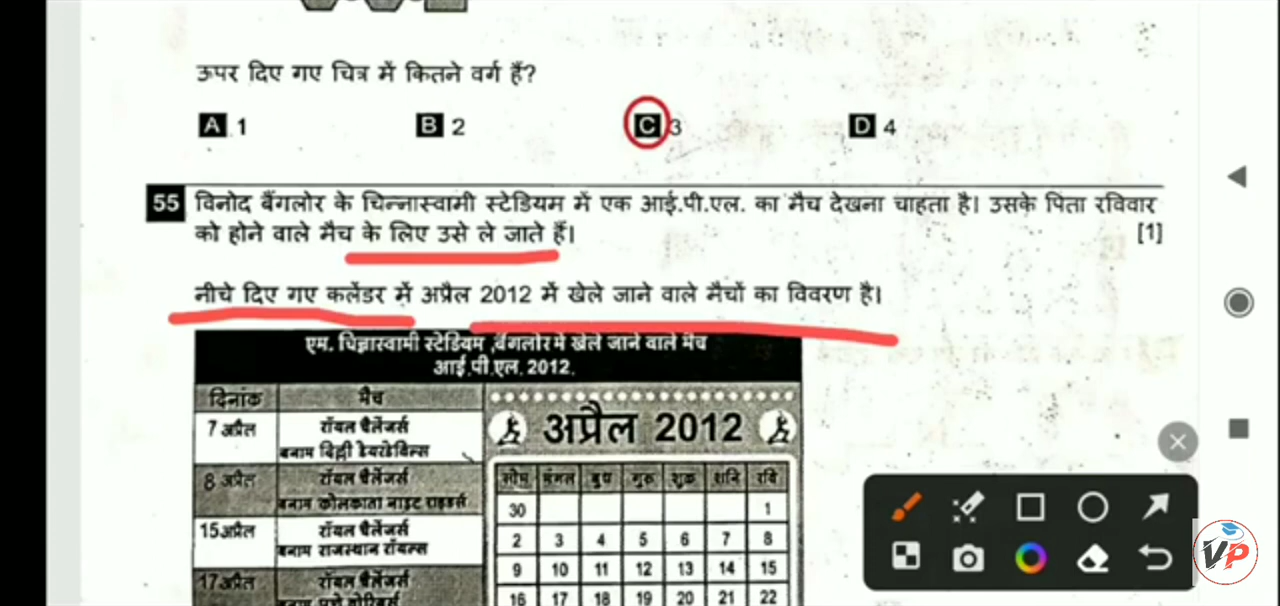 ऊपर दिए गए चित्र में कितने वर्ग हैं?
A 1 B 2 C 3 D 4
55 विनोद बैंगलोर के चिन्नास्वामी स्टेडियम में एक आई.पी.एल. का मैच देखना चाहता है। उसके पिता रविवार
को होने वाले मैच के लिए उसे ले जाते हैं। [1]
नीचे दिए गए कलेंडर में अप्रैल 2012 में खेले जाने वाले मैचों का विवरण है।
एम. चिन्नास्वामी स्टेडियम ,बेंगलोर में खेले जाने वाले मैच
आई.पी.एल. 2012.
दिनांक मैच
7 अप्रैल रॉयल चैलेंजर्स
बनाम दिल्ली डेयरडेविल्स
8 अप्रैल रॉयल चैलेंजर्स
बनाम कोलकाता नाइट राइडर्स
15अप्रैल रॉयल चैलेंजर्स
बनाम राजस्थान रॉयल्स
17अप्रैल रॉयल चैलेंजर्स
बनाम पुणे
अप्रैल 2012
सोम मंगल बुध गुरु शुक्र शनि रवि
30 1
2 3 4 5 6 7 8
9 10 11 12 13 14 15
16 17 18 19 20 21 22
VP